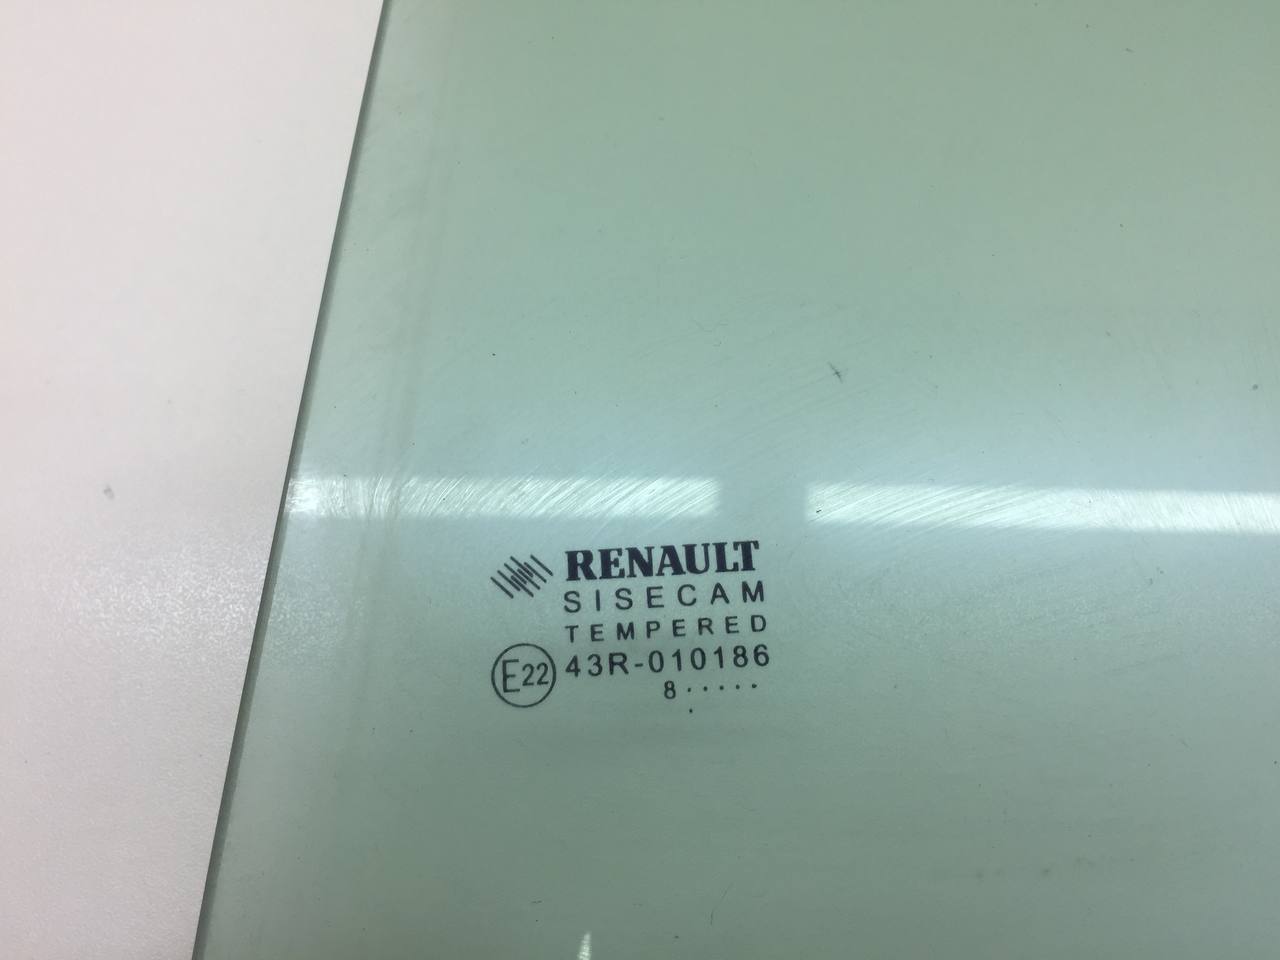 RENAULT
SISECAM
TEMPERED
E22 43R-010186
8·····
.